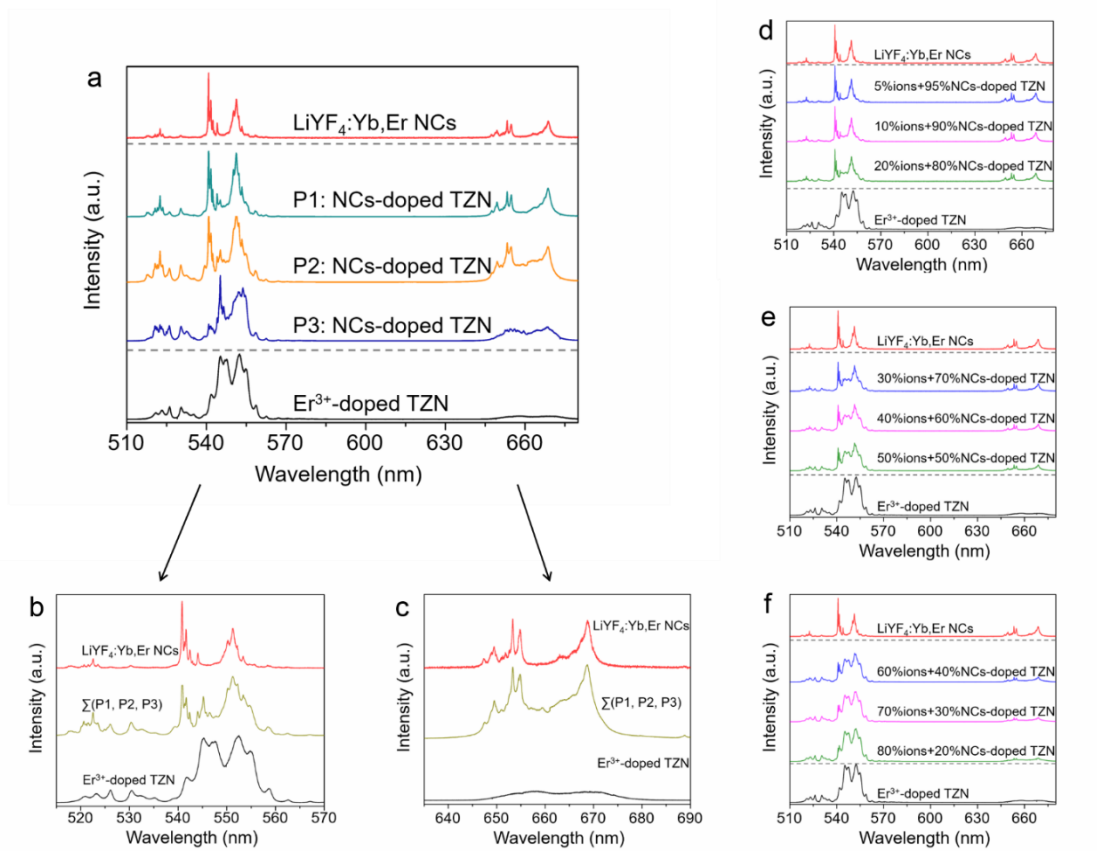 a
Intensity (a.u.)
LiYF₄:Yb,Er NCs
P1: NCs-doped TZN
P2: NCs-doped TZN
P3: NCs-doped TZN
Er³⁺-doped TZN
510 540 570 600 630 660
Wavelength (nm)
b
Intensity (a.u.)
LiYF₄:Yb,Er NCs
∑(P1, P2, P3)
Er³⁺-doped TZN
520 530 540 550 560 570
Wavelength (nm)
c
Intensity (a.u.)
LiYF₄:Yb,Er NCs
∑(P1, P2, P3)
Er³⁺-doped TZN
640 650 660 670 680 690
Wavelength (nm)
d
Intensity (a.u.)
LiYF₄:Yb,Er NCs
5%ions+95%NCs-doped TZN
10%ions+90%NCs-doped TZN
20%ions+80%NCs-doped TZN
Er³⁺-doped TZN
510 540 570 600 630 660
Wavelength (nm)
e
Intensity (a.u.)
LiYF₄:Yb,Er NCs
30%ions+70%NCs-doped TZN
40%ions+60%NCs-doped TZN
50%ions+50%NCs-doped TZN
Er³⁺-doped TZN
510 540 570 600 630 660
Wavelength (nm)
f
Intensity (a.u.)
LiYF₄:Yb,Er NCs
60%ions+40%NCs-doped TZN
70%ions+30%NCs-doped TZN
80%ions+20%NCs-doped TZN
Er³⁺-doped TZN
510 540 570 600 630 660
Wavelength (nm)